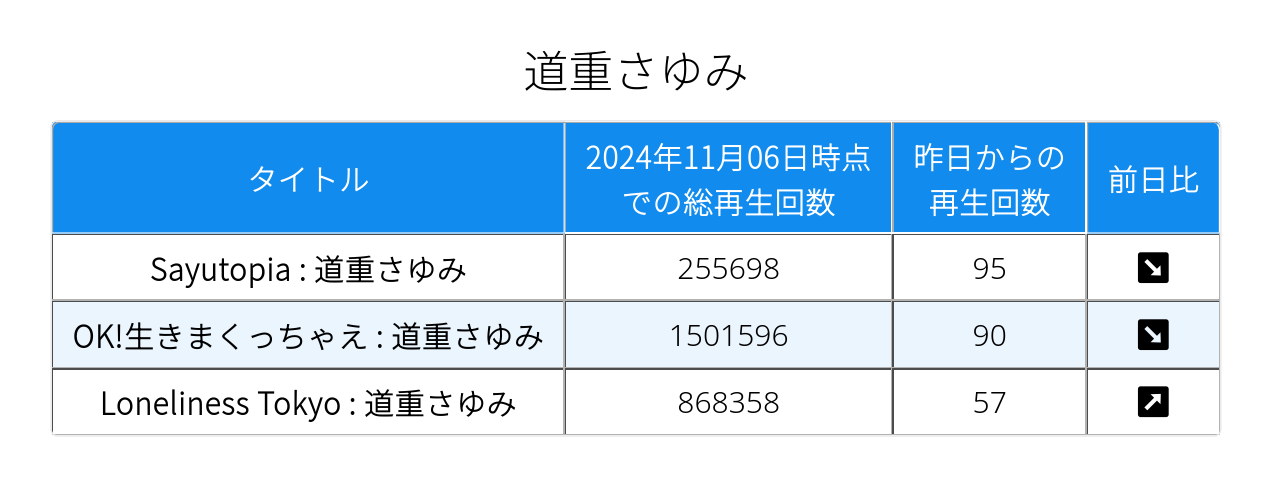 道重さゆみ
タイトル
2024年11月06日時点
での総再生回数
昨日からの
再生回数
前日比
Sayutopia : 道重さゆみ 255698 95 ↘
OK!生きまくっちゃえ : 道重さゆみ 1501596 90 ↘
Loneliness Tokyo : 道重さゆみ 868358 57 ↗